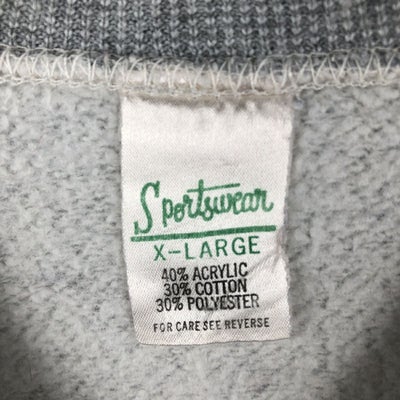 Sportswear
X-LARGE
40% ACRYLIC
30% COTTON
30% POLYESTER
FOR CARE SEE REVERSE